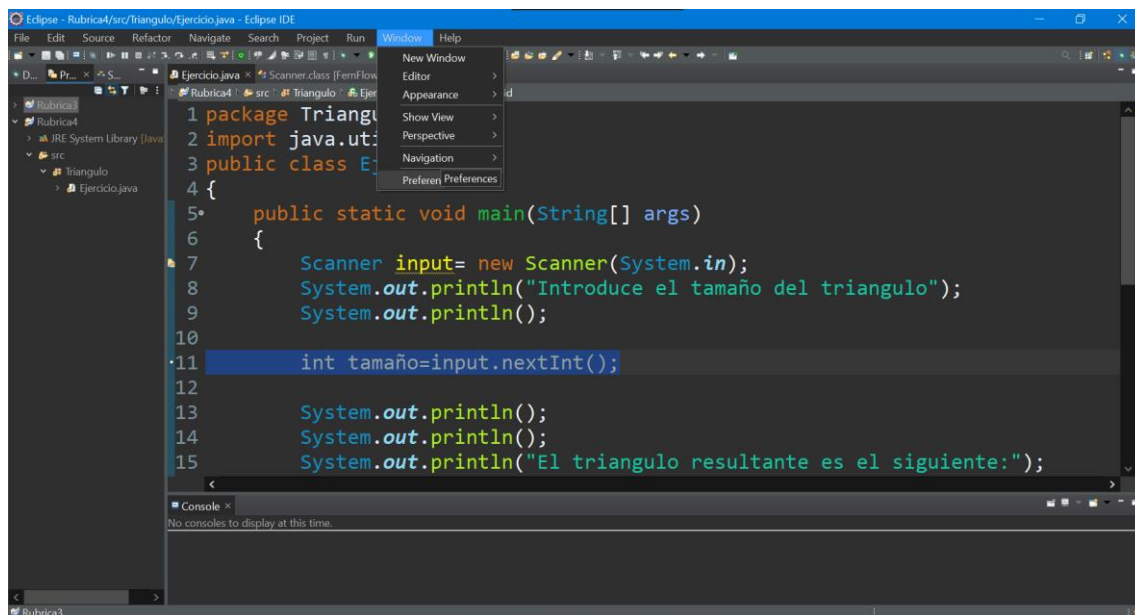 Eclipse - Rubrica4/src/Triangulo/Ejercicio.java - Eclipse IDE
File Edit Source Refactor Navigate Search Project Run Window Help
New Window
Editor
Appearance
Show View
Perspective
Navigation
Preferen Preferences
D... Pr... × S...
Ejercicio.java × Scanner.class [FemFlow
Rubrica4 src Triangulo Ejer
Rubrica3
Rubrica4
JRE System Library [Java
src
Triangulo
Ejercicio.java
1 package Triangu
2 import java.uti
3 public class Ej
4 {
5 public static void main(String[] args)
6 {
7 Scanner input= new Scanner(System.in);
8 System.out.println("Introduce el tamaño del triangulo");
9 System.out.println();
10
11 int tamaño=input.nextInt();
12
13 System.out.println();
14 System.out.println();
15 System.out.println("El triangulo resultante es el siguiente:");
Console ×
No consoles to display at this time.
Rubrica3